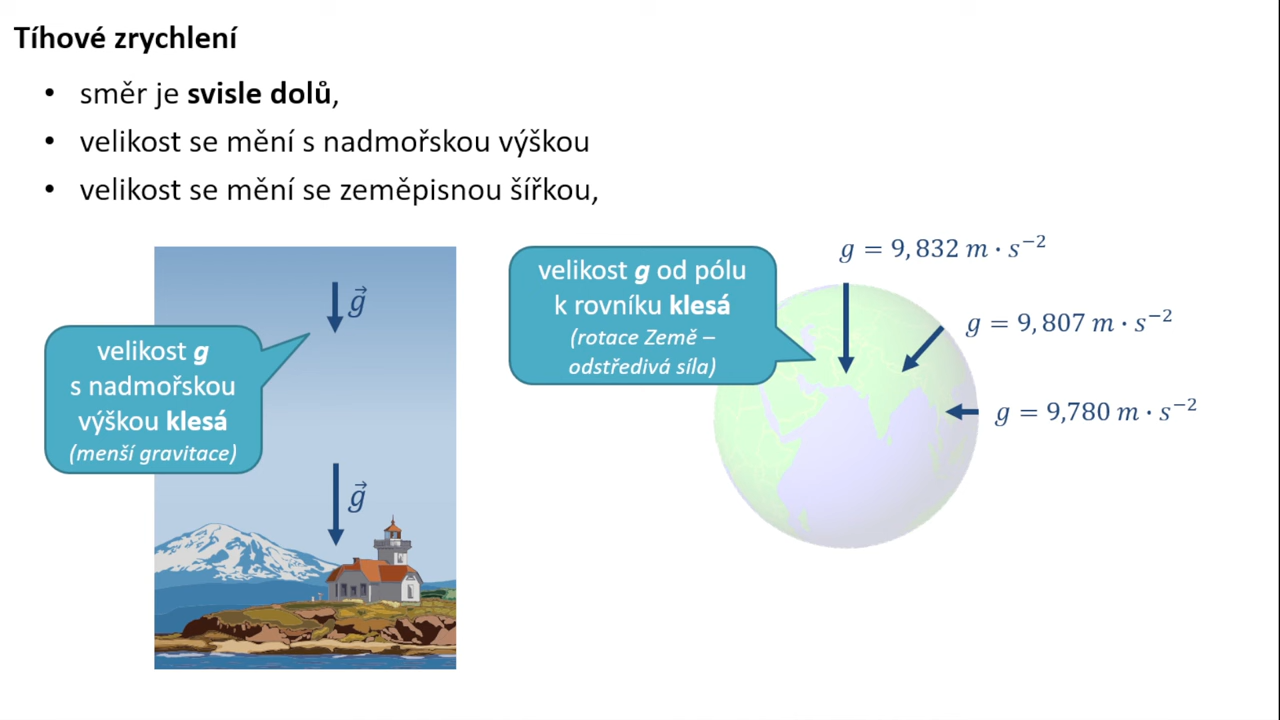 Tíhové zrychlení
• směr je svisle dolů,
• velikost se mění s nadmořskou výškou
• velikost se mění se zeměpisnou šířkou,
velikost g
s nadmořskou
výškou klesá
(menší gravitace)
g⃗
g⃗
velikost g od pólu
k rovníku klesá
(rotace Země –
odstředivá síla)
g = 9,832 m · s⁻²
g = 9,807 m · s⁻²
g = 9,780 m · s⁻²